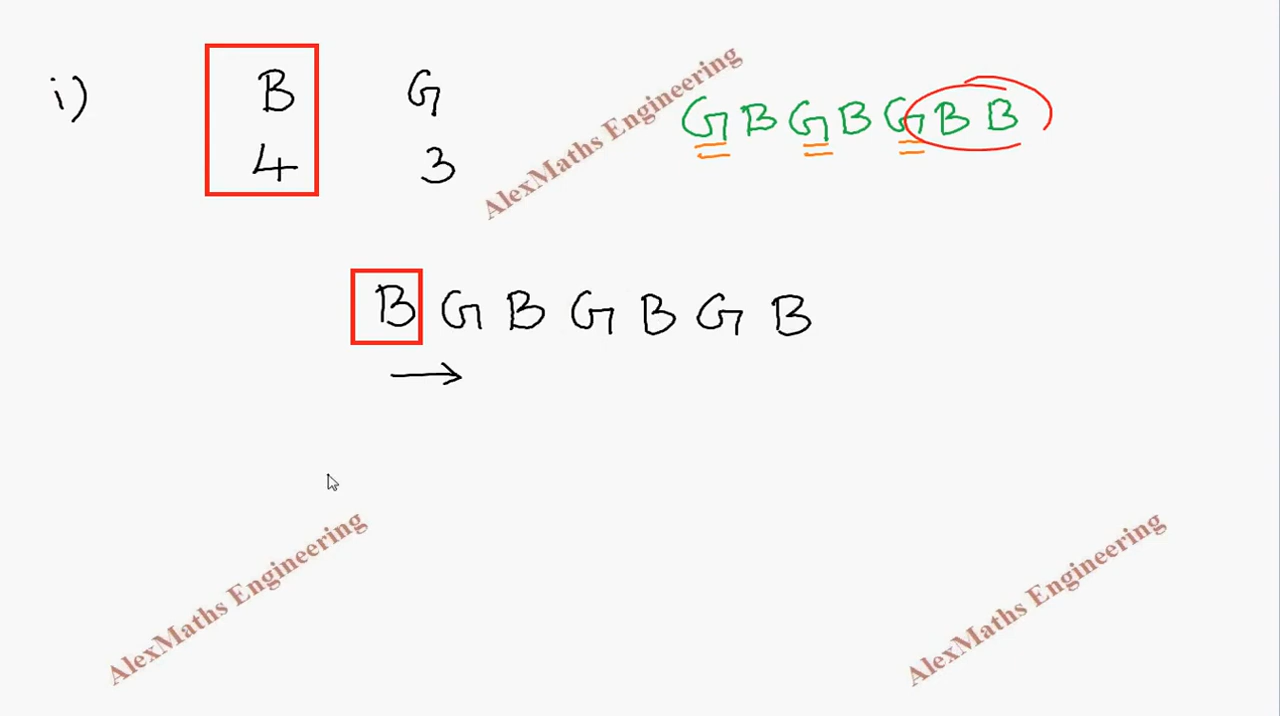 i) B G
4 3
G B G B G B B
B G B G B G B
AlexMaths Engineering
AlexMaths Engineering
AlexMaths Engineering